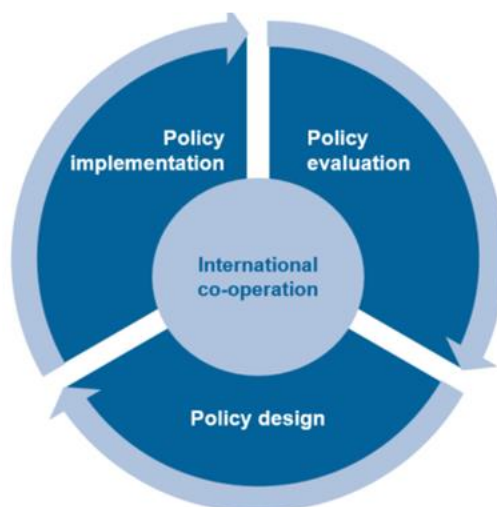 Policy
implementation
Policy
evaluation
International
co-operation
Policy design